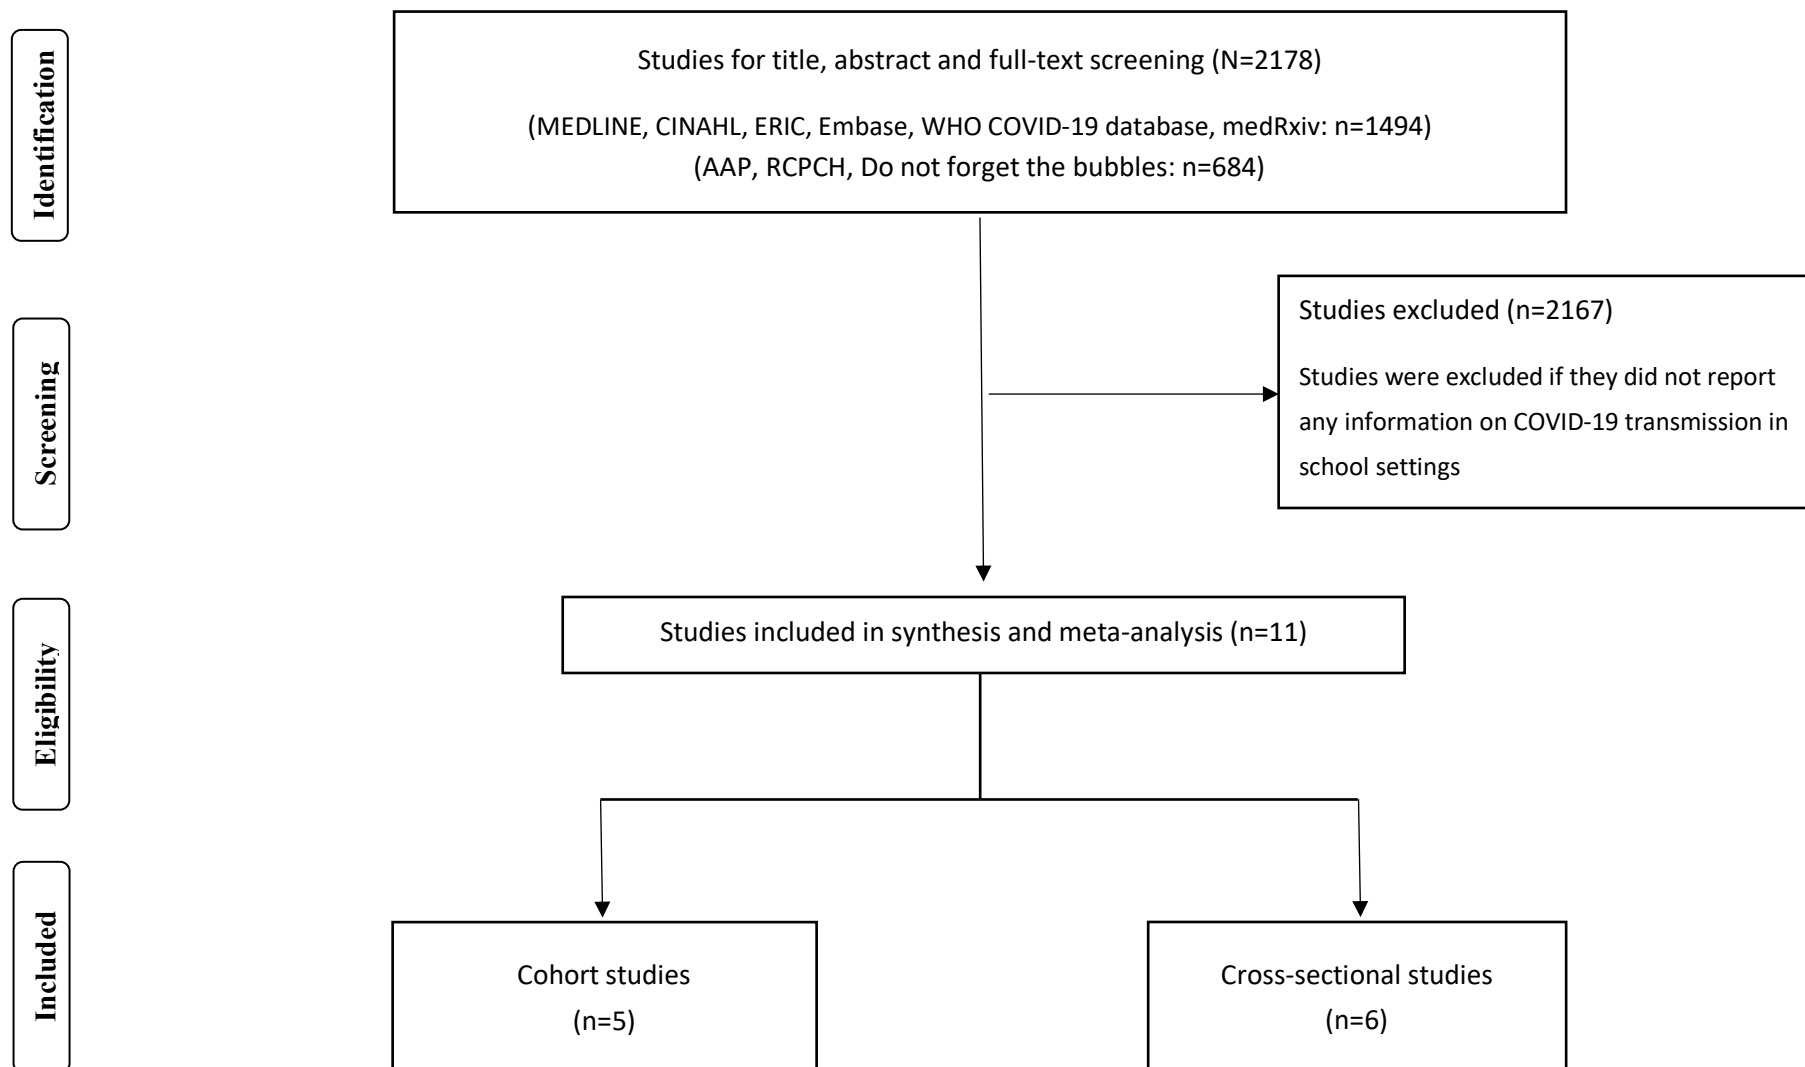 Identification
Studies for title, abstract and full-text screening (N=2178)
(MEDLINE, CINAHL, ERIC, Embase, WHO COVID-19 database, medRxiv: n=1494)
(AAP, RCPCH, Do not forget the bubbles: n=684)
Screening
Studies excluded (n=2167)
Studies were excluded if they did not report
any information on COVID-19 transmission in
school settings
Eligibility
Studies included in synthesis and meta-analysis (n=11)
Included
Cohort studies
(n=5)
Cross-sectional studies
(n=6)